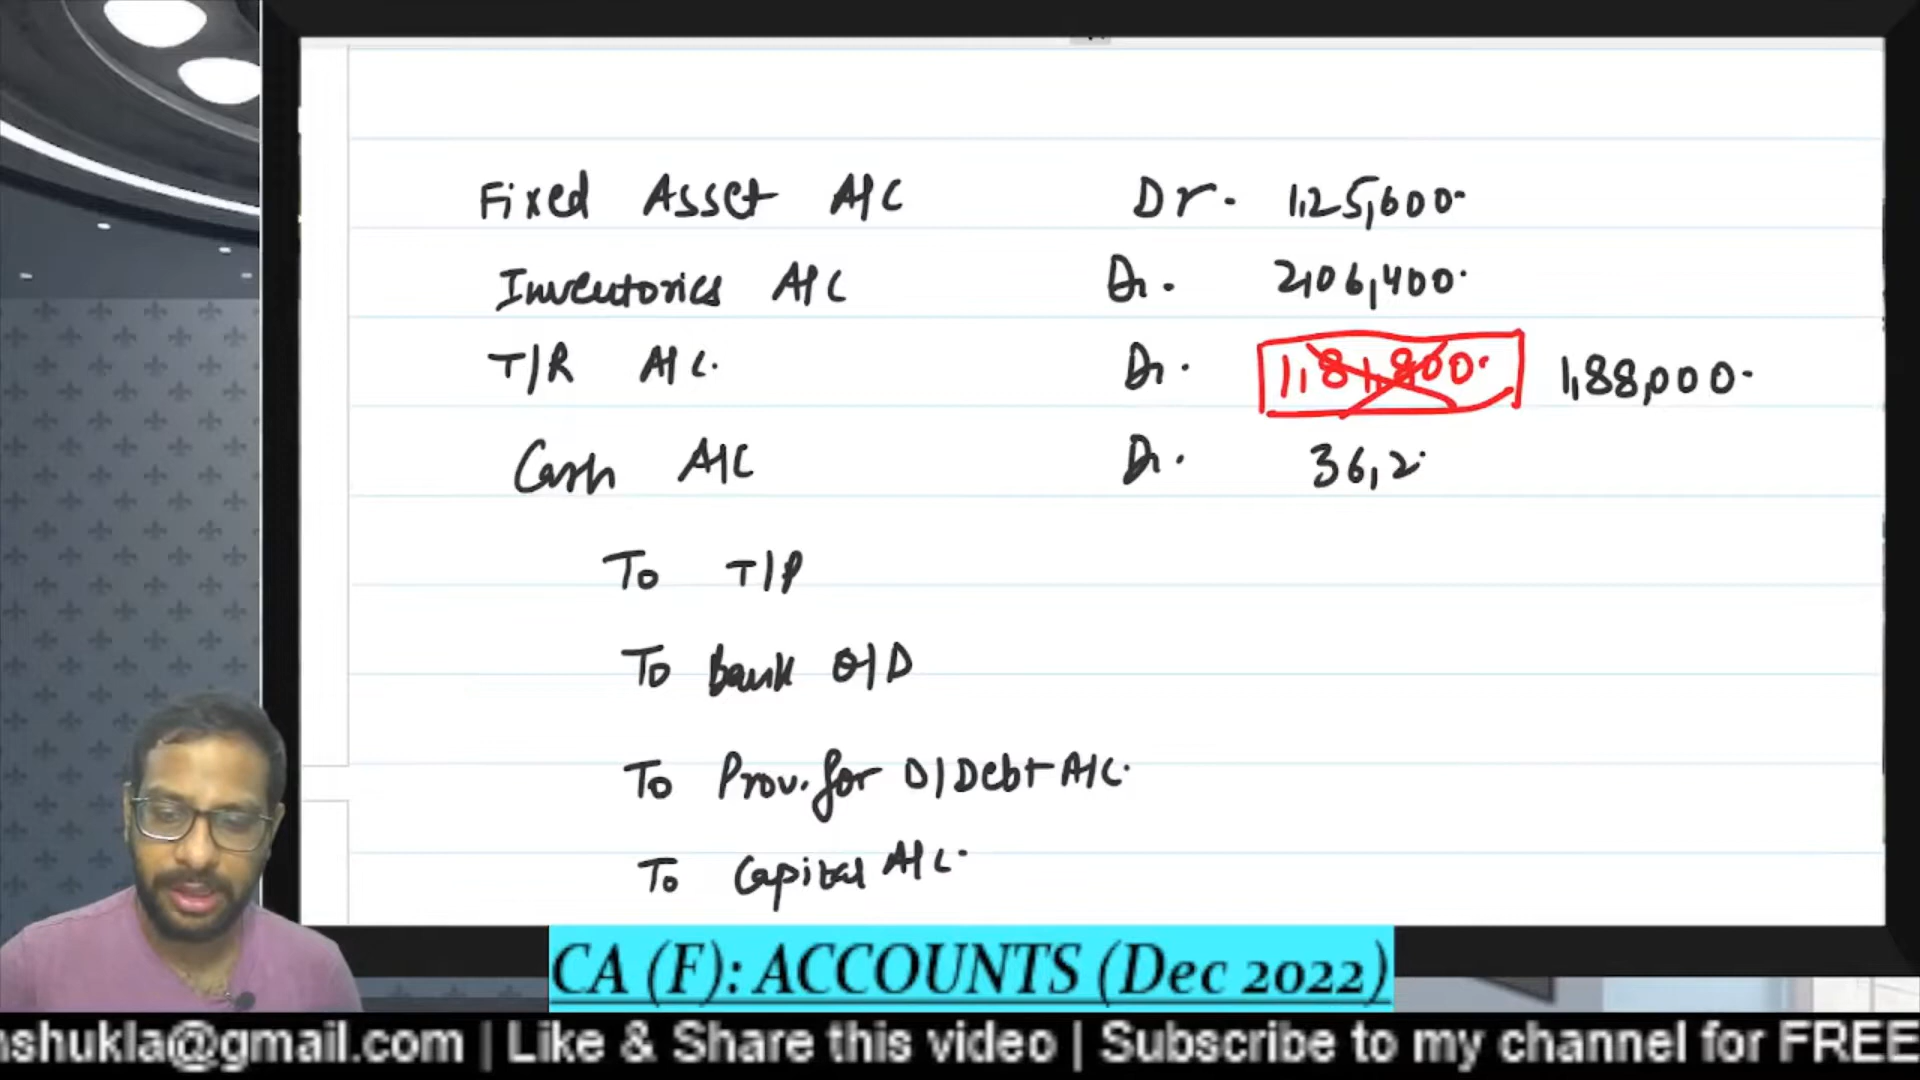 Fixed Asset A/C Dr. 1,25,600.
Inventories A/C Dr. 2,06,400.
T/R A/C. Dr. 1,81,800. 1,88,000.
Cash A/C Dr. 36,2
To T/P
To Bank O/D
To Prov. for D/Debt A/C.
To Capital A/C.
CA (F): ACCOUNTS (Dec 2022)
nshukla@gmail.com | Like & Share this video | Subscribe to my channel for FREE